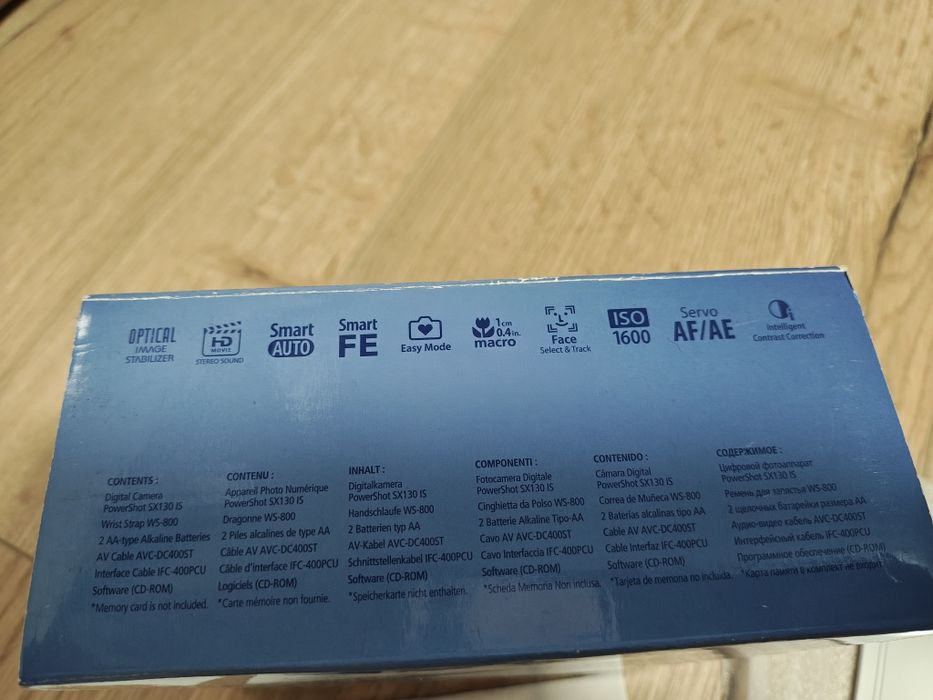 OPTICAL
IMAGE
STABILIZER
HD
MOVIE
STEREO SOUND
Smart
AUTO
Smart
FE
Easy Mode
1cm
0.4in.
macro
Face
Select & Track
ISO
1600
Servo
AF/AE
Intelligent
Contrast Correction
CONTENTS :
Digital Camera
PowerShot SX130 IS
Wrist Strap WS-800
2 AA-type Alkaline Batteries
AV Cable AVC-DC400ST
Interface Cable IFC-400PCU
Software (CD-ROM)
*Memory card is not included.
CONTENU :
Appareil Photo Numérique
PowerShot SX130 IS
Dragonne WS-800
2 Piles alcalines de type AA
Câble AV AVC-DC400ST
Câble d'interface IFC-400PCU
Logiciels (CD-ROM)
*Carte mémoire non fournie.
INHALT :
Digitalkamera
PowerShot SX130 IS
Handschlaufe WS-800
2 Batterien typ AA
AV-Kabel AVC-DC400ST
Schnittstellenkabel IFC-400PCU
Software (CD-ROM)
*Speicherkarte nicht enthalten.
COMPONENTI :
Fotocamera Digitale
PowerShot SX130 IS
Cinghietta da Polso WS-800
2 Batterie Alkaline Tipo-AA
Cavo AV AVC-DC400ST
Cavo Interfaccia IFC-400PCU
Software (CD-ROM)
*Scheda Memoria Non inclusa.
CONTENIDO :
Cámara Digital
PowerShot SX130 IS
Correa de Muñeca WS-800
2 Baterias alcalinas tipo AA
Cable AV AVC-DC400ST
Cable Interfaz IFC-400PCU
Software (CD-ROM)
*Tarjeta de memoria no incluida.
СОДЕРЖИМОЕ :
Цифровой фотоаппарат
PowerShot SX130 IS
Ремень для запястья WS-800
2 щелочных батарейки размера AA
Аудио-видео кабель AVC-DC400ST
Интерфейсный кабель IFC-400PCU
Программное обеспечение (CD-ROM)
*Карта памяти в комплект не входит